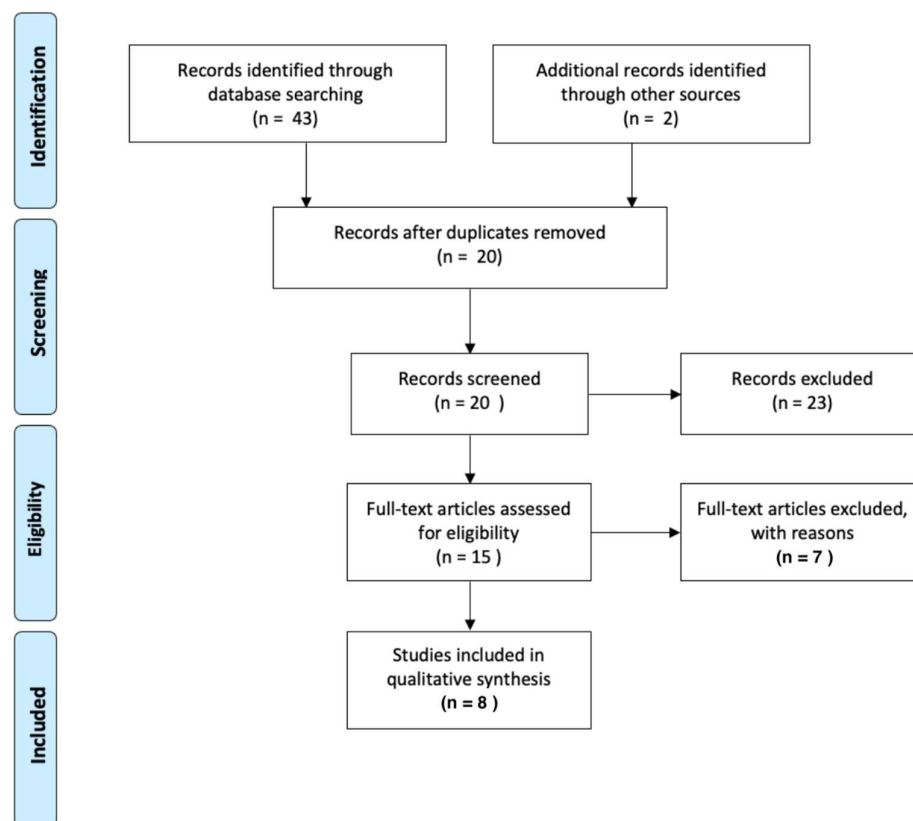 Identification
Records identified through
database searching
(n = 43)
Additional records identified
through other sources
(n = 2)
Screening
Records after duplicates removed
(n = 20)
Records screened
(n = 20 )
Records excluded
(n = 23)
Eligibility
Full-text articles assessed
for eligibility
(n = 15 )
Full-text articles excluded,
with reasons
(n = 7 )
Included
Studies included in
qualitative synthesis
(n = 8 )